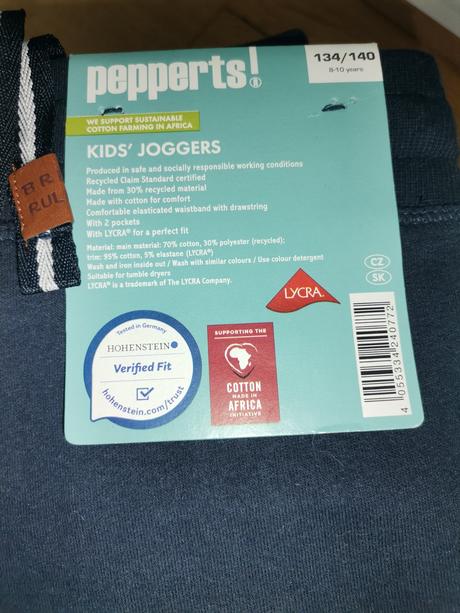 pepperts!®
134/140
8-10 years
WE SUPPORT SUSTAINABLE
COTTON FARMING IN AFRICA
KIDS' JOGGERS
Produced in safe and socially responsible working conditions
Recycled Claim Standard certified
Made from 30% recycled material
Made with cotton for comfort
Comfortable elasticated waistband with drawstring
With 2 pockets
With LYCRA® for a perfect fit
Material: main material: 70% cotton, 30% polyester (recycled);
trim: 95% cotton, 5% elastane (LYCRA®)
Wash and iron inside out / Wash with similar colours / Use colour detergent
Suitable for tumble dryers
LYCRA® is a trademark of The LYCRA Company.
CZ
SK
LYCRA
Tested in Germany
HOHENSTEIN
Verified Fit
hohenstein.com/trust
SUPPORTING THE
COTTON
MADE IN
AFRICA
INITIATIVE
4 055334 240772
B R
RUL